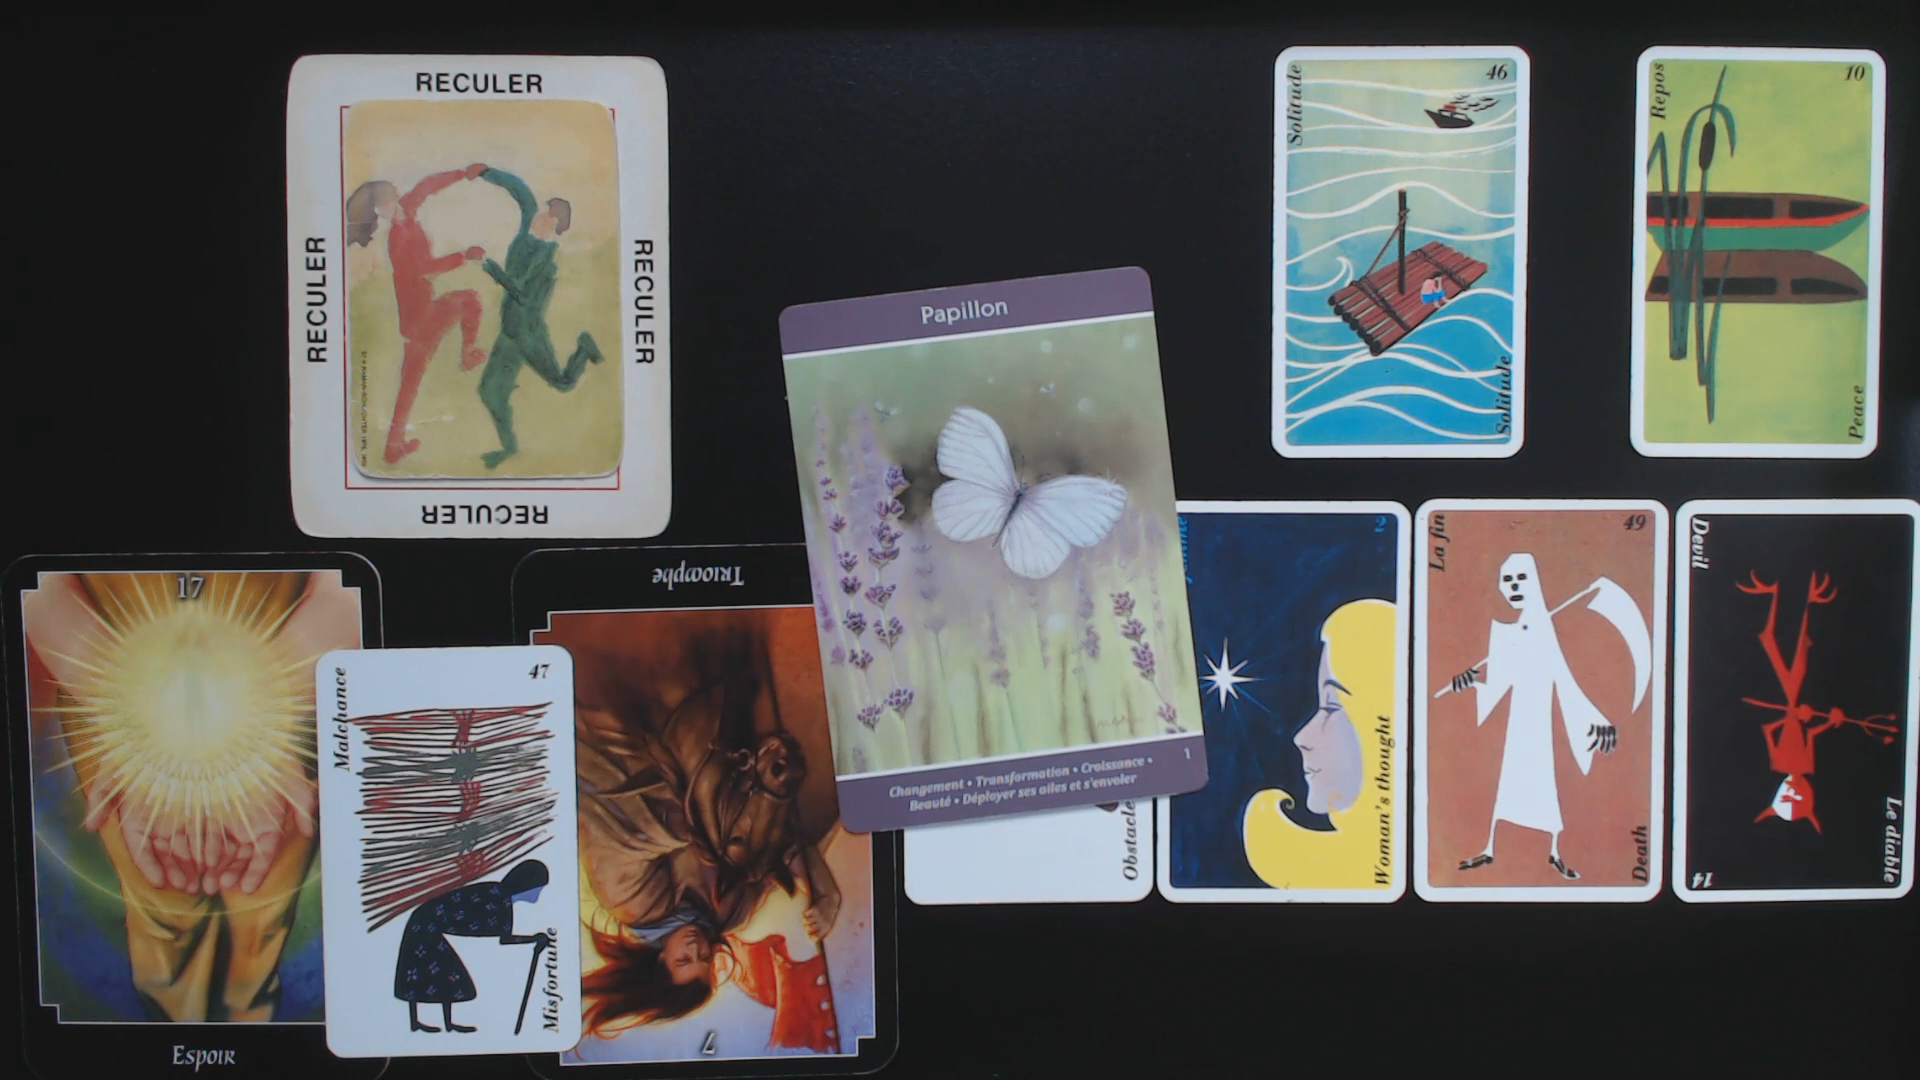 RECULER
RECULER
RECULER
RECULER
Solitude
46
Solitude
Repos
10
Peace
Papillon
Changement • Transformation • Croissance •
Beauté • Déployer ses ailes et s'envoler
1
17
Espoir
Malchance
47
Misfortune
Triomphe
7
Obstacle
2
Woman's thought
La fin
49
Death
Devil
14
Le diable